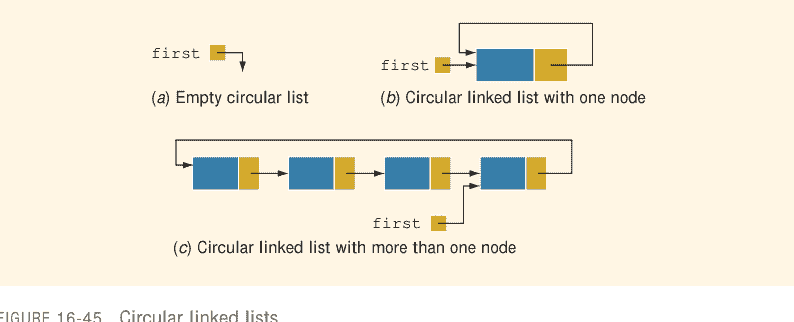 first
(a) Empty circular list
first
(b) Circular linked list with one node
first
(c) Circular linked list with more than one node
FIGURE 16-45 Circular linked lists